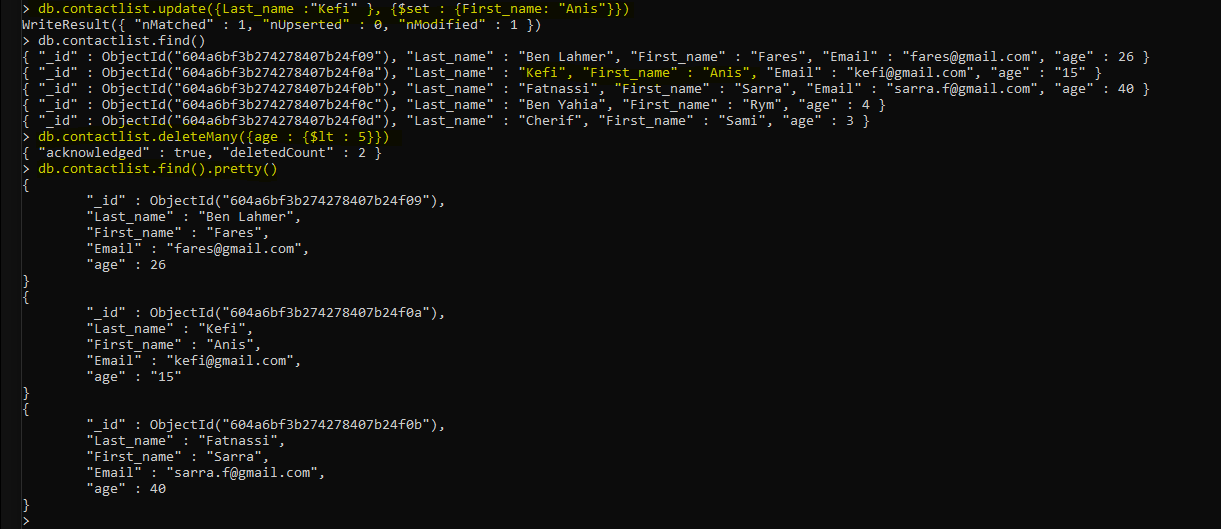 > db.contactlist.update({Last_name :"Kefi" }, {$set : {First_name: "Anis"}})
WriteResult({ "nMatched" : 1, "nUpserted" : 0, "nModified" : 1 })
> db.contactlist.find()
{ "_id" : ObjectId("604a6bf3b274278407b24f09"), "Last_name" : "Ben Lahmer", "First_name" : "Fares", "Email" : "fares@gmail.com", "age" : 26 }
{ "_id" : ObjectId("604a6bf3b274278407b24f0a"), "Last_name" : "Kefi", "First_name" : "Anis", "Email" : "kefi@gmail.com", "age" : "15" }
{ "_id" : ObjectId("604a6bf3b274278407b24f0b"), "Last_name" : "Fatnassi", "First_name" : "Sarra", "Email" : "sarra.f@gmail.com", "age" : 40 }
{ "_id" : ObjectId("604a6bf3b274278407b24f0c"), "Last_name" : "Ben Yahia", "First_name" : "Rym", "age" : 4 }
{ "_id" : ObjectId("604a6bf3b274278407b24f0d"), "Last_name" : "Cherif", "First_name" : "Sami", "age" : 3 }
> db.contactlist.deleteMany({age : {$lt : 5}})
{ "acknowledged" : true, "deletedCount" : 2 }
> db.contactlist.find().pretty()
{
"_id" : ObjectId("604a6bf3b274278407b24f09"),
"Last_name" : "Ben Lahmer",
"First_name" : "Fares",
"Email" : "fares@gmail.com",
"age" : 26
}
{
"_id" : ObjectId("604a6bf3b274278407b24f0a"),
"Last_name" : "Kefi",
"First_name" : "Anis",
"Email" : "kefi@gmail.com",
"age" : "15"
}
{
"_id" : ObjectId("604a6bf3b274278407b24f0b"),
"Last_name" : "Fatnassi",
"First_name" : "Sarra",
"Email" : "sarra.f@gmail.com",
"age" : 40
}
>